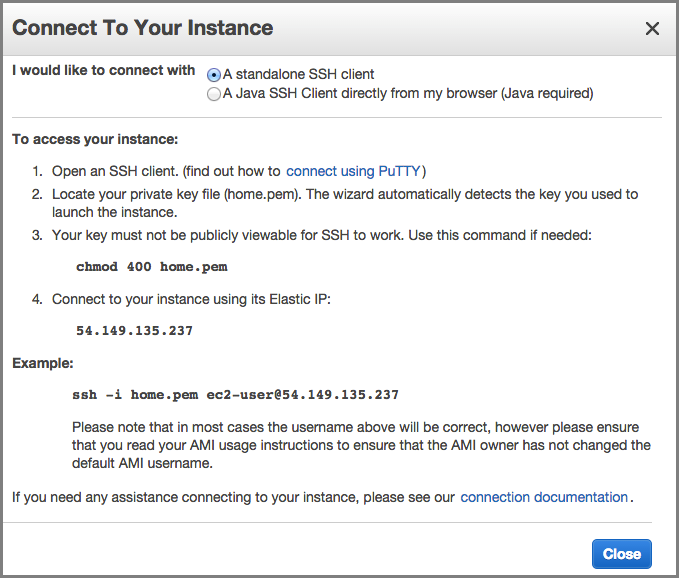 Connect To Your Instance
I would like to connect with
A standalone SSH client
A Java SSH Client directly from my browser (Java required)
To access your instance:
1. Open an SSH client. (find out how to connect using PuTTY)
2. Locate your private key file (home.pem). The wizard automatically detects the key you used to
launch the instance.
3. Your key must not be publicly viewable for SSH to work. Use this command if needed:
chmod 400 home.pem
4. Connect to your instance using its Elastic IP:
54.149.135.237
Example:
ssh -i home.pem ec2-user@54.149.135.237
Please note that in most cases the username above will be correct, however please ensure
that you read your AMI usage instructions to ensure that the AMI owner has not changed the
default AMI username.
If you need any assistance connecting to your instance, please see our connection documentation.
Close